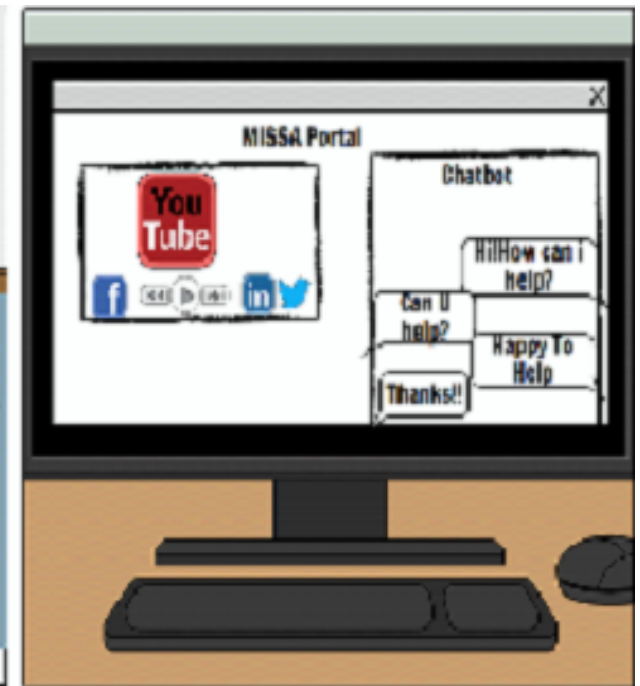 X
MISSA Portal
You
Tube
f
in
Chatbot
Hi!How can i
help?
Can U
help?
Happy To
Help
Thanks!!